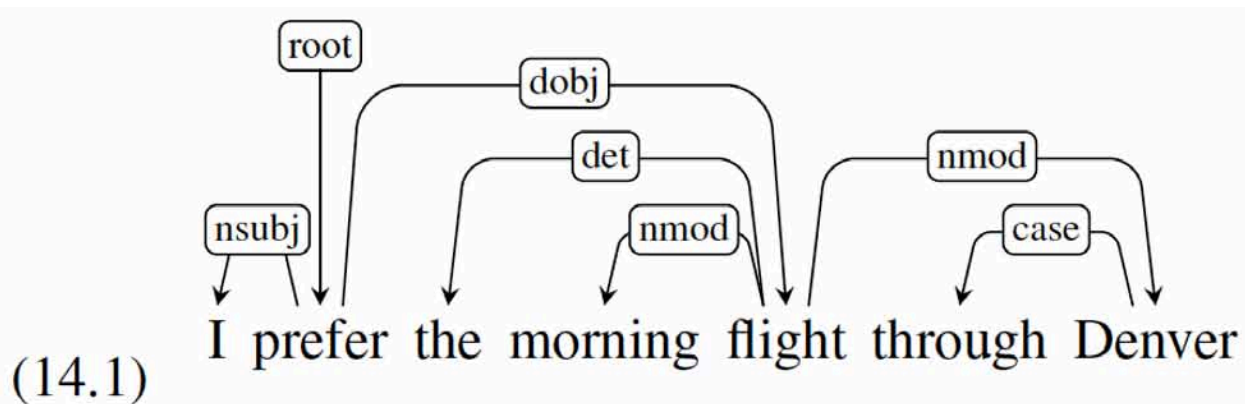 root
dobj
det
nmod
nsubj
nmod
case
I prefer the morning flight through Denver
(14.1)